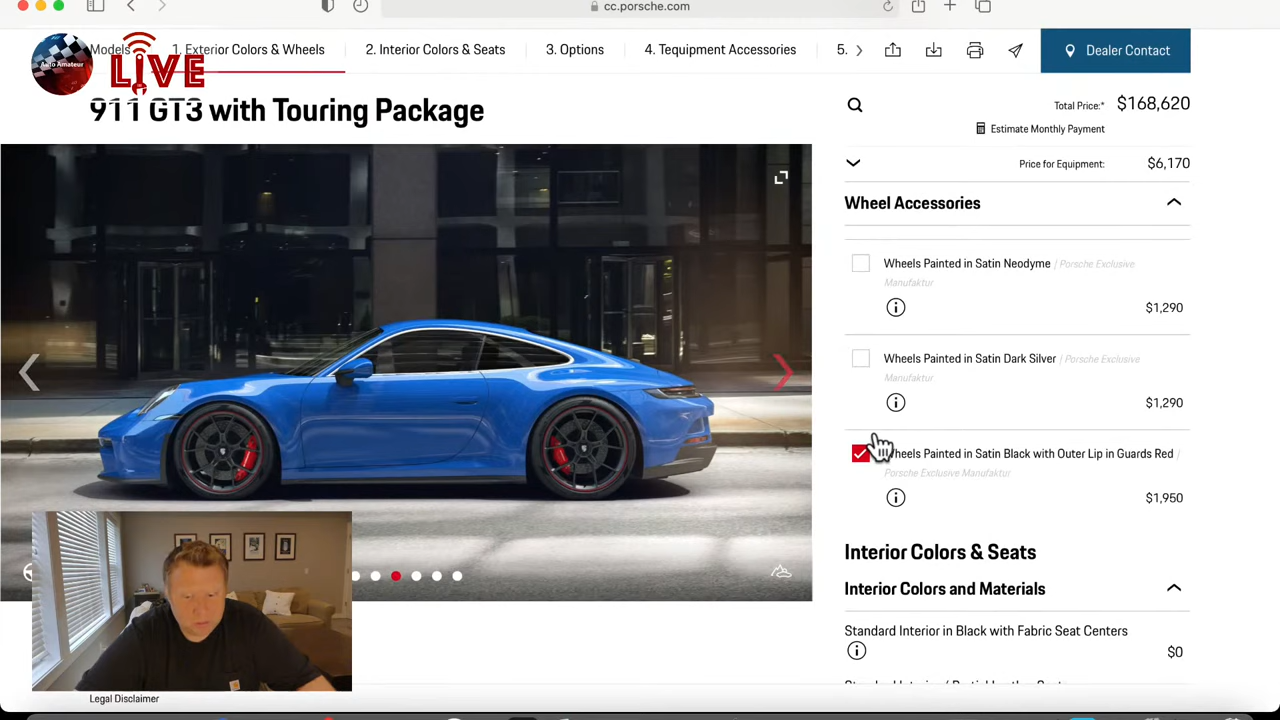 cc.porsche.com
Models
1. Exterior Colors & Wheels
2. Interior Colors & Seats
3. Options
4. Tequipment Accessories
5.
Dealer Contact
Auto Amateur
LIVE
911 GT3 with Touring Package
Total Price:* $168,620
Estimate Monthly Payment
Price for Equipment: $6,170
Wheel Accessories
Wheels Painted in Satin Neodyme | Porsche Exclusive
Manufaktur
$1,290
Wheels Painted in Satin Dark Silver | Porsche Exclusive
Manufaktur
$1,290
Wheels Painted in Satin Black with Outer Lip in Guards Red |
Porsche Exclusive Manufaktur
$1,950
Interior Colors & Seats
Interior Colors and Materials
Standard Interior in Black with Fabric Seat Centers
$0
Legal Disclaimer